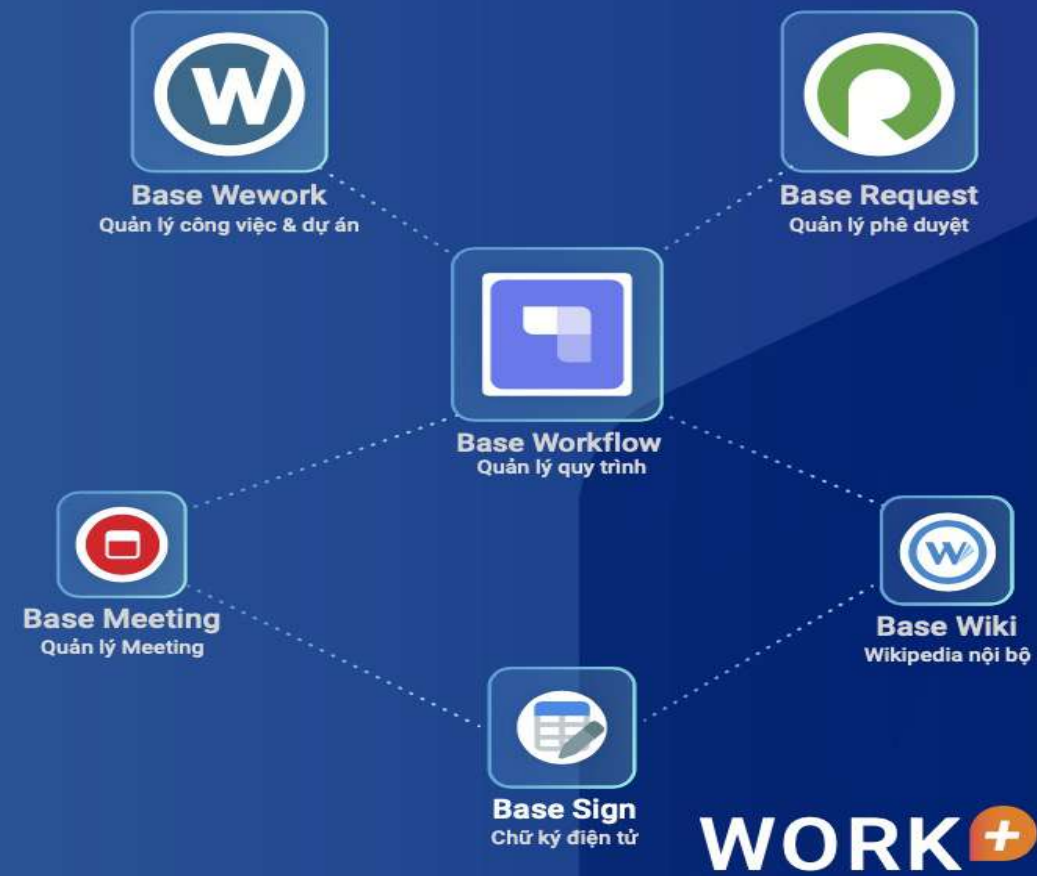 Base Wework
Quản lý công việc & dự án
Base Request
Quản lý phê duyệt
Base Workflow
Quản lý quy trình
Base Meeting
Quản lý Meeting
Base Wiki
Wikipedia nội bộ
Base Sign
Chữ ký điện tử
WORK+